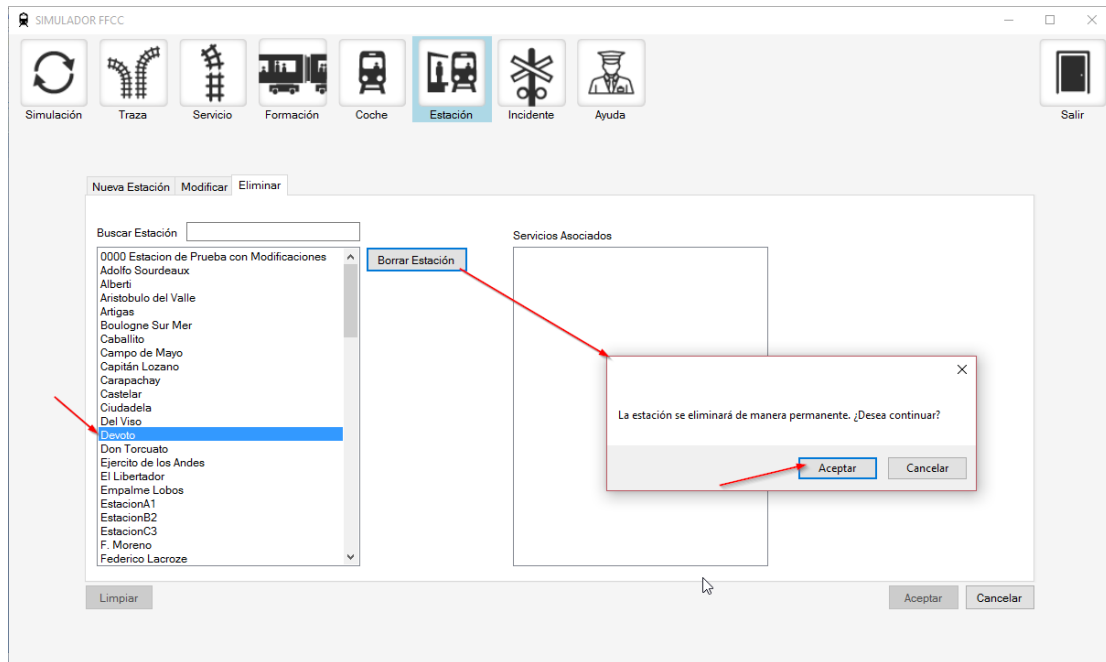 SIMULADOR FFCC
Simulación Traza Servicio Formación Coche Estación Incidente Ayuda Salir
Nueva Estación Modificar Eliminar
Buscar Estación
Servicios Asociados
Borrar Estación
0000 Estacion de Prueba con Modificaciones
Adolfo Sourdeaux
Alberti
Aristobulo del Valle
Artigas
Boulogne Sur Mer
Caballito
Campo de Mayo
Capitán Lozano
Carapachay
Castelar
Ciudadela
Del Viso
Devoto
Don Torcuato
Ejercito de los Andes
El Libertador
Empalme Lobos
EstacionA1
EstacionB2
EstacionC3
F. Moreno
Federico Lacroze
La estación se eliminará de manera permanente. ¿Desea continuar?
Aceptar Cancelar
Limpiar Aceptar Cancelar